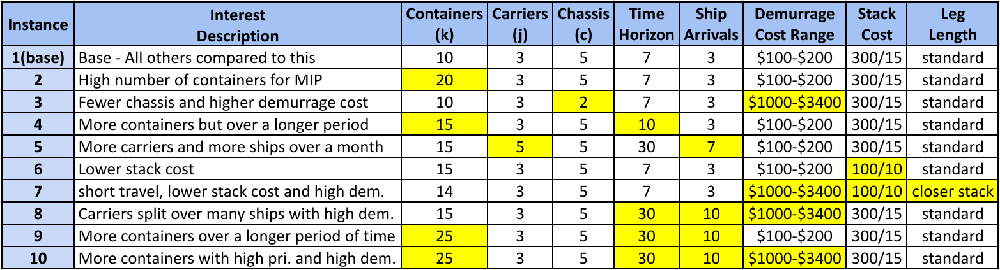 Instance Interest Description Containers (k) Carriers (j) Chassis (c) Time Horizon Ship Arrivals Demurrage Cost Range Stack Cost Leg Length
1(base) Base - All others compared to this 10 3 5 7 3 $100-$200 300/15 standard
2 High number of containers for MIP 20 3 5 7 3 $100-$200 300/15 standard
3 Fewer chassis and higher demurrage cost 10 3 2 7 3 $1000-$3400 300/15 standard
4 More containers but over a longer period 15 3 5 10 3 $100-$200 300/15 standard
5 More carriers and more ships over a month 15 5 5 30 7 $100-$200 300/15 standard
6 Lower stack cost 15 3 5 7 3 $100-$200 100/10 standard
7 short travel, lower stack cost and high dem. 14 3 5 7 3 $1000-$3400 100/10 closer stack
8 Carriers split over many ships with high dem. 15 3 5 30 10 $1000-$3400 300/15 standard
9 More containers over a longer period of time 25 3 5 30 10 $100-$200 300/15 standard
10 More containers with high pri. and high dem. 25 3 5 30 10 $1000-$3400 300/15 standard